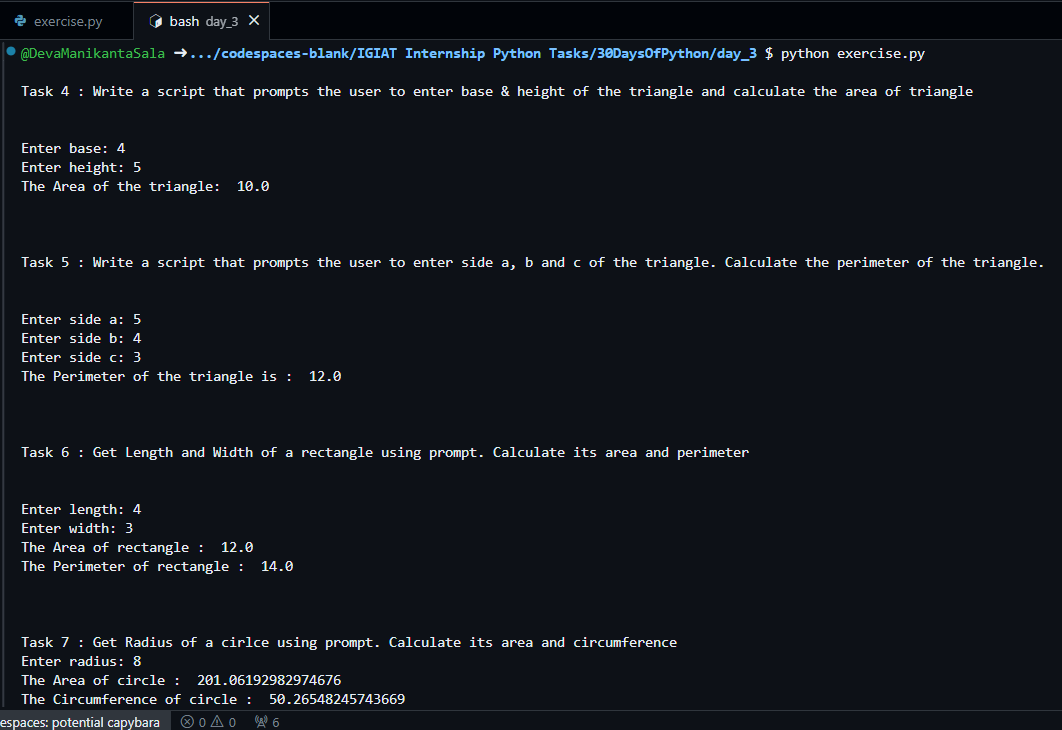 exercise.py
bash day_3
@DevaManikantaSala ➜.../codespaces-blank/IGIAT Internship Python Tasks/30DaysOfPython/day_3 $ python exercise.py
Task 4 : Write a script that prompts the user to enter base & height of the triangle and calculate the area of triangle
Enter base: 4
Enter height: 5
The Area of the triangle:  10.0
Task 5 : Write a script that prompts the user to enter side a, b and c of the triangle. Calculate the perimeter of the triangle.
Enter side a: 5
Enter side b: 4
Enter side c: 3
The Perimeter of the triangle is :  12.0
Task 6 : Get Length and Width of a rectangle using prompt. Calculate its area and perimeter
Enter length: 4
Enter width: 3
The Area of rectangle :  12.0
The Perimeter of rectangle :  14.0
Task 7 : Get Radius of a cirlce using prompt. Calculate its area and circumference
Enter radius: 8
The Area of circle :  201.06192982974676
The Circumference of circle :  50.26548245743669
espaces: potential capybara 0 0 6